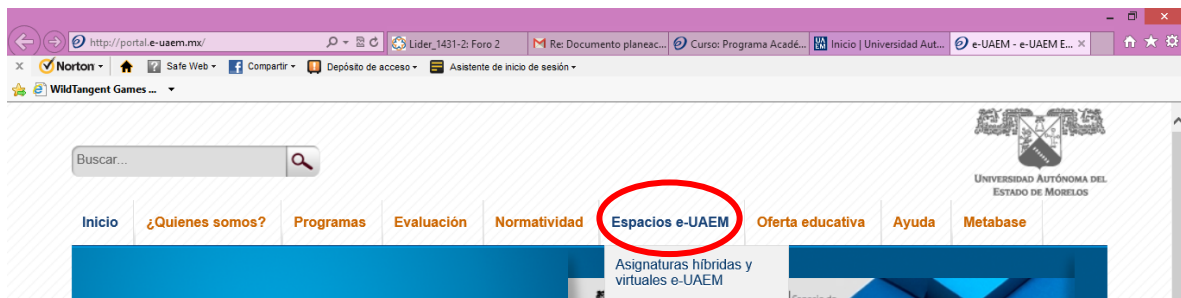 http://portal.e-uaem.mx/
Lider_1431-2: Foro 2
Re: Documento planeac...
Curso: Programa Acadé...
Inicio | Universidad Aut...
e-UAEM - e-UAEM E...
Norton
Safe Web
Compartir
Depósito de acceso
Asistente de inicio de sesión
WildTangent Games ...
Buscar...
UNIVERSIDAD AUTÓNOMA DEL
ESTADO DE MORELOS
Inicio ¿Quienes somos? Programas Evaluación Normatividad Espacios e-UAEM Oferta educativa Ayuda Metabase
Asignaturas híbridas y
virtuales e-UAEM